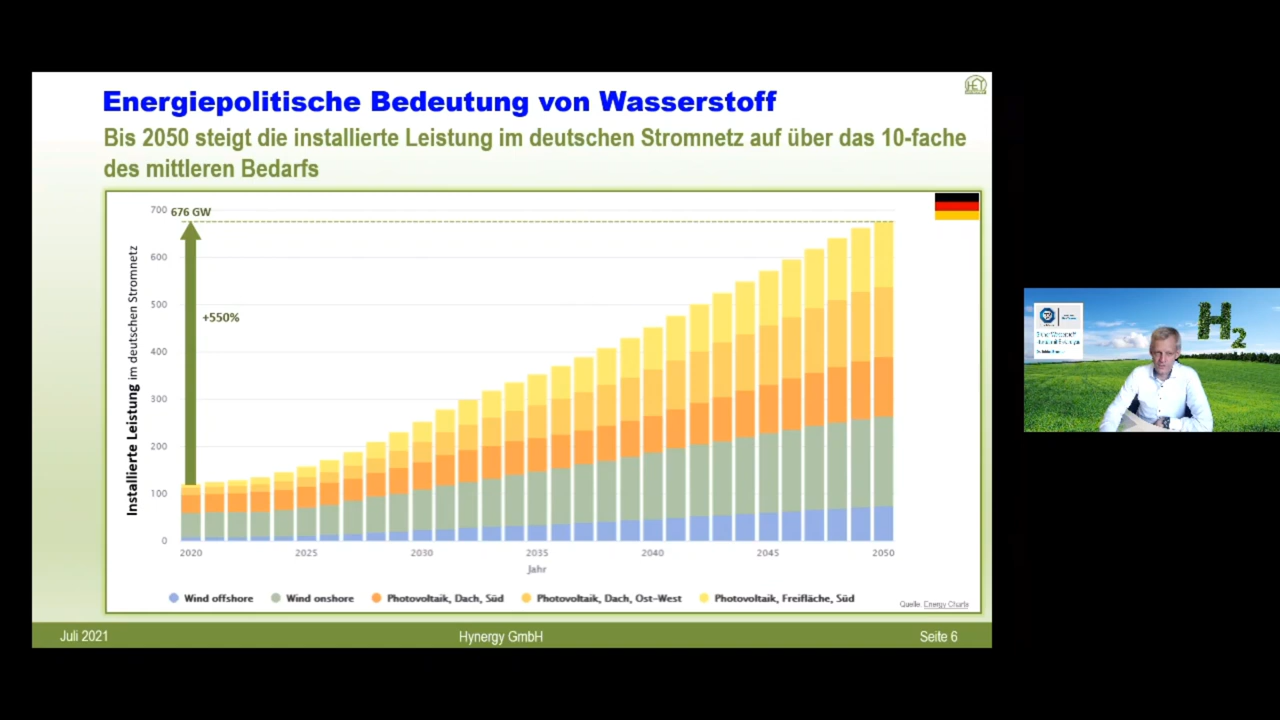 Energiepolitische Bedeutung von Wasserstoff
Bis 2050 steigt die installierte Leistung im deutschen Stromnetz auf über das 10-fache
des mittleren Bedarfs
700
676 GW
600
500
400
300
200
100
0
+550%
Installierte Leistung im deutschen Stromnetz
2020 2025 2030 2035 2040 2045 2050
Jahr
Wind offshore Wind onshore Photovoltaik, Dach, Süd Photovoltaik, Dach, Ost-West Photovoltaik, Freifläche, Süd
Quelle: Energy Charts
Juli 2021 Hynergy GmbH Seite 6
H2